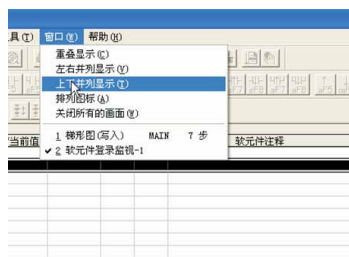 具(T) 窗口(W) 帮助(H)
重叠显示(C)
左右并列显示(V)
上下并列显示(T)
排列图标(A)
关闭所有的画面(W)
1 梯形图(写入) MAIN 7 步
✓ 2 软元件登录监视-1
当前值 软元件注释